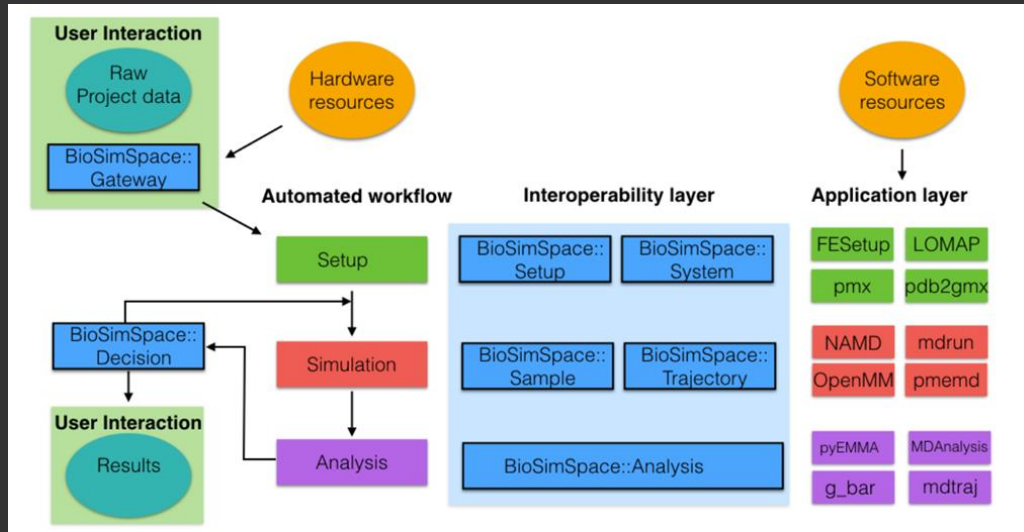 User Interaction
Raw
Project data
BioSimSpace::
Gateway
Hardware
resources
Software
resources
Automated workflow
Interoperability layer
Application layer
Setup
BioSimSpace::
Setup
BioSimSpace::
System
FESetup
LOMAP
pmx
pdb2gmx
BioSimSpace::
Decision
Simulation
BioSimSpace::
Sample
BioSimSpace::
Trajectory
NAMD
mdrun
OpenMM
pmemd
User Interaction
Results
Analysis
BioSimSpace::Analysis
pyEMMA
MDAnalysis
g_bar
mdtraj